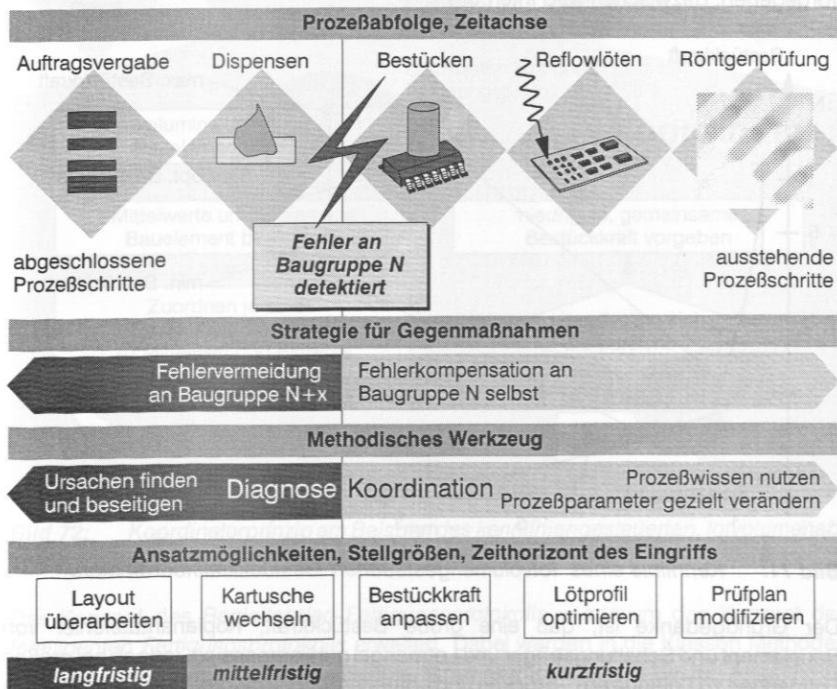 Prozeßabfolge, Zeitachse
Auftragsvergabe
Dispensen
Bestücken
Reflowlöten
Röntgenprüfung
Fehler an
Baugruppe N
detektiert
abgeschlossene
Prozeßschritte
ausstehende
Prozeßschritte
Strategie für Gegenmaßnahmen
Fehlervermeidung
an Baugruppe N+x
Fehlerkompensation an
Baugruppe N selbst
Methodisches Werkzeug
Ursachen finden
und beseitigen
Diagnose
Koordination
Prozeßwissen nutzen
Prozeßparameter gezielt verändern
Ansatzmöglichkeiten, Stellgrößen, Zeithorizont des Eingriffs
Layout
überarbeiten
Kartusche
wechseln
Bestückkraft
anpassen
Lötprofil
optimieren
Prüfplan
modifizieren
langfristig
mittelfristig
kurzfristig